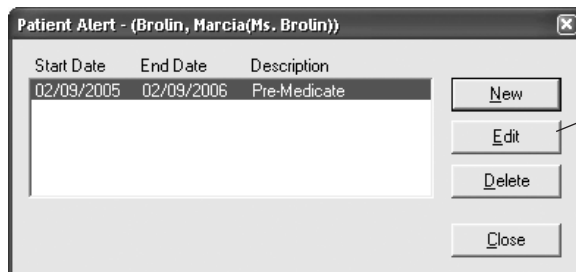 Patient Alert - (Brolin, Marcia(Ms. Brolin))
Start Date End Date Description
02/09/2005 02/09/2006 Pre-Medicate
New
Edit
Delete
Close